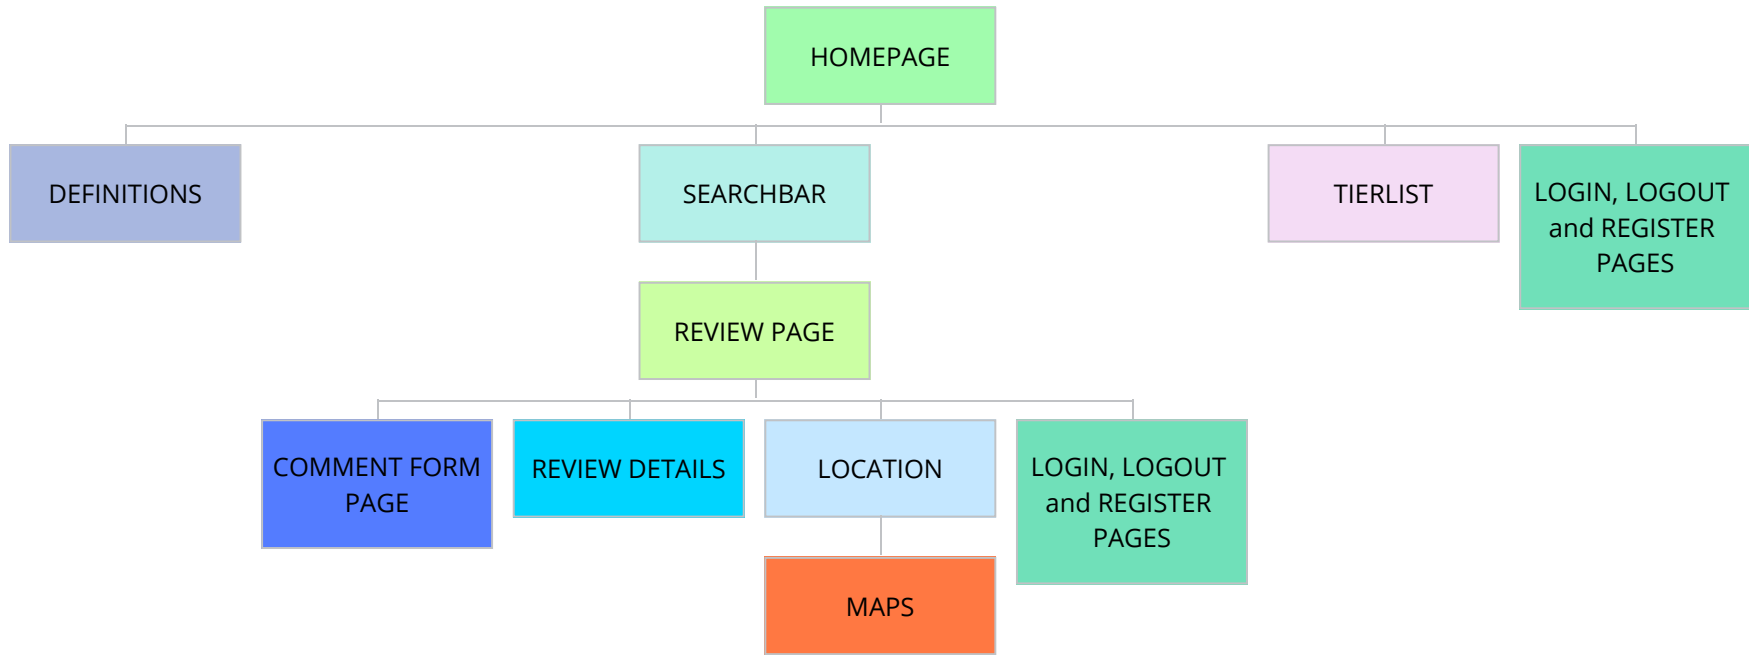 HOMEPAGE
DEFINITIONS
SEARCHBAR
TIERLIST
LOGIN, LOGOUT
and REGISTER
PAGES
REVIEW PAGE
COMMENT FORM
PAGE
REVIEW DETAILS
LOCATION
LOGIN, LOGOUT
and REGISTER
PAGES
MAPS